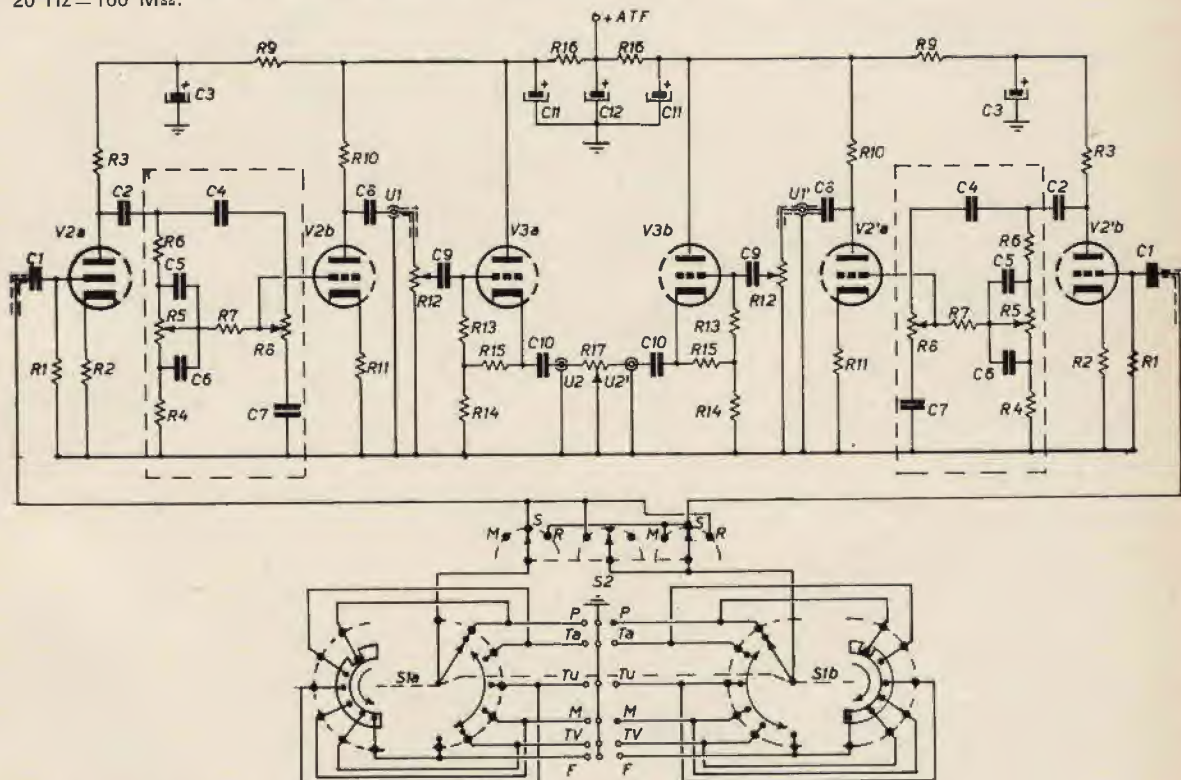 20 Hz —
+ ATF
R9 R16 R16 R9
C3 C11 C12 C11 C3
R3 R10 R10 R3
C2 C4 C8 U1 U1' C8 C4 C2
V2a V2b V3a V3b V2'a V2'b
C1 R6 C5 C9 C9 R6 C5 C1
R5 R7 R8 R12 R12 R8 R7 R5
R13 R13
R1 R2 C6 R11 R15 C10 R17 C10 R15 R11 C6 R2 R1
U2 U2'
R4 C7 R14 R14 C7 R4
M S R M S R
S2
P P
Ta Ta
S1a Tu Tu S1b
M M
TV TV
F F